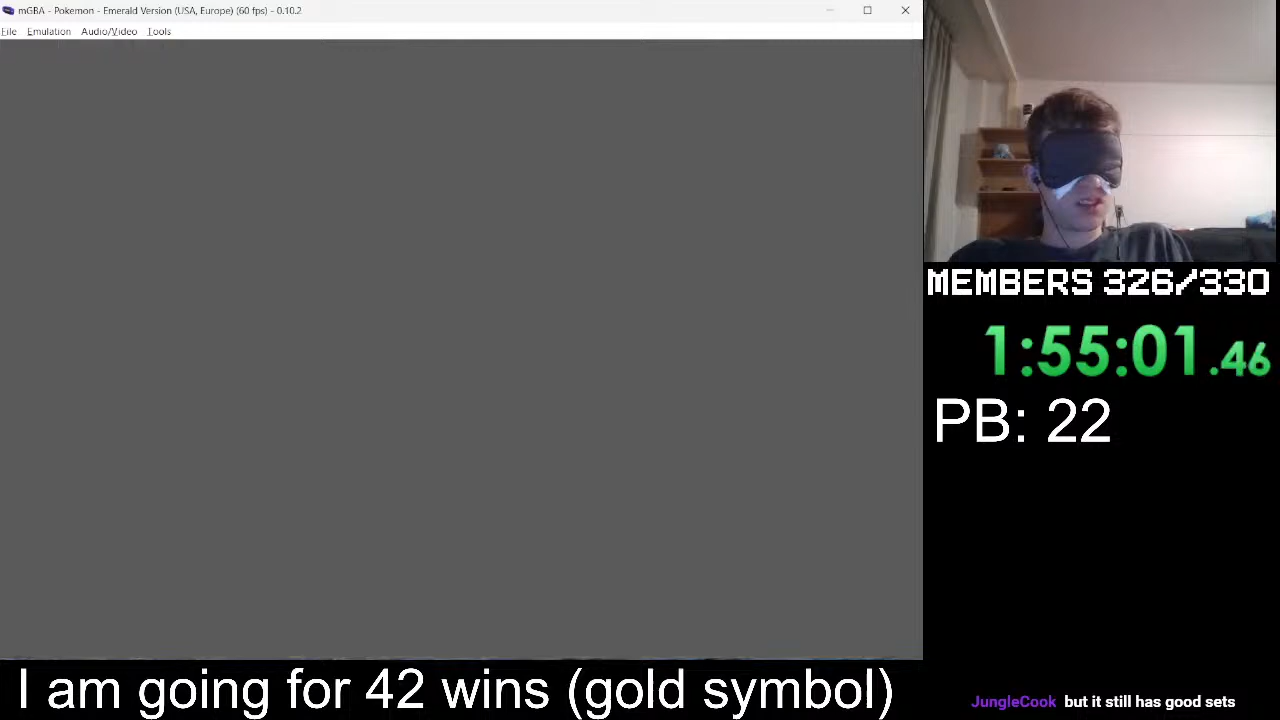 mGBA - Pokemon - Emerald Version (USA, Europe) (60 fps) - 0.10.2
File Emulation Audio/Video Tools
MEMBERS 326/330
1:55:01.46
PB: 22
I am going for 42 wins (gold symbol)
JungleCook but it still has good sets